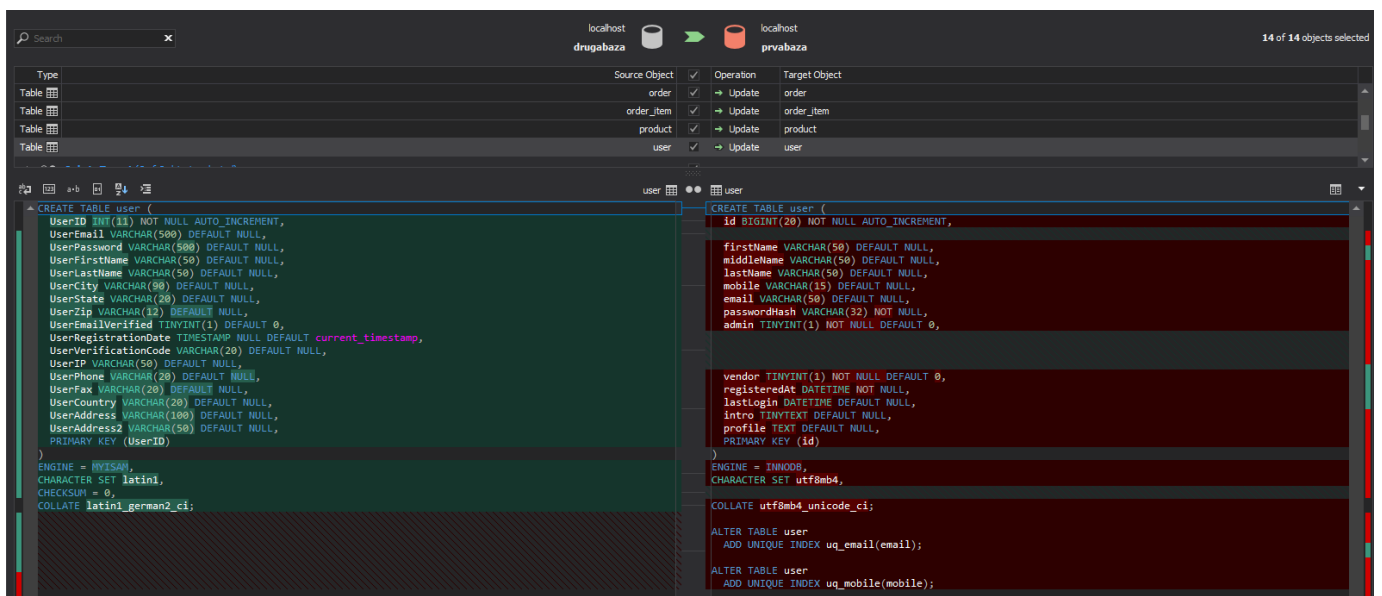 localhost
drugabaza
localhost
prvabaza
Search
14 of 14 objects selected
Type Source Object Operation Target Object
Table order Update order
Table order_item Update order_item
Table product Update product
Table user Update user
user user
CREATE TABLE user (
UserID INT(11) NOT NULL AUTO_INCREMENT,
UserEmail VARCHAR(500) DEFAULT NULL,
UserPassword VARCHAR(500) DEFAULT NULL,
UserFirstName VARCHAR(50) DEFAULT NULL,
UserLastName VARCHAR(50) DEFAULT NULL,
UserCity VARCHAR(90) DEFAULT NULL,
UserState VARCHAR(20) DEFAULT NULL,
UserZip VARCHAR(12) DEFAULT NULL,
UserEmailVerified TINYINT(1) DEFAULT 0,
UserRegistrationDate TIMESTAMP NULL DEFAULT current_timestamp,
UserVerificationCode VARCHAR(20) DEFAULT NULL,
UserIP VARCHAR(50) DEFAULT NULL,
UserPhone VARCHAR(20) DEFAULT NULL,
UserFax VARCHAR(20) DEFAULT NULL,
UserCountry VARCHAR(20) DEFAULT NULL,
UserAddress VARCHAR(100) DEFAULT NULL,
UserAddress2 VARCHAR(50) DEFAULT NULL,
PRIMARY KEY (UserID)
)
ENGINE = MYISAM,
CHARACTER SET latin1,
CHECKSUM = 0,
COLLATE latin1_german2_ci;
CREATE TABLE user (
id BIGINT(20) NOT NULL AUTO_INCREMENT,
firstName VARCHAR(50) DEFAULT NULL,
middleName VARCHAR(50) DEFAULT NULL,
lastName VARCHAR(50) DEFAULT NULL,
mobile VARCHAR(15) DEFAULT NULL,
email VARCHAR(50) DEFAULT NULL,
passwordHash VARCHAR(32) NOT NULL,
admin TINYINT(1) NOT NULL DEFAULT 0,
vendor TINYINT(1) NOT NULL DEFAULT 0,
registeredAt DATETIME NOT NULL,
lastLogin DATETIME DEFAULT NULL,
intro TINYTEXT DEFAULT NULL,
profile TEXT DEFAULT NULL,
PRIMARY KEY (id)
)
ENGINE = INNODB,
CHARACTER SET utf8mb4,
COLLATE utf8mb4_unicode_ci;
ALTER TABLE user
ADD UNIQUE INDEX uq_email(email);
ALTER TABLE user
ADD UNIQUE INDEX uq_mobile(mobile);